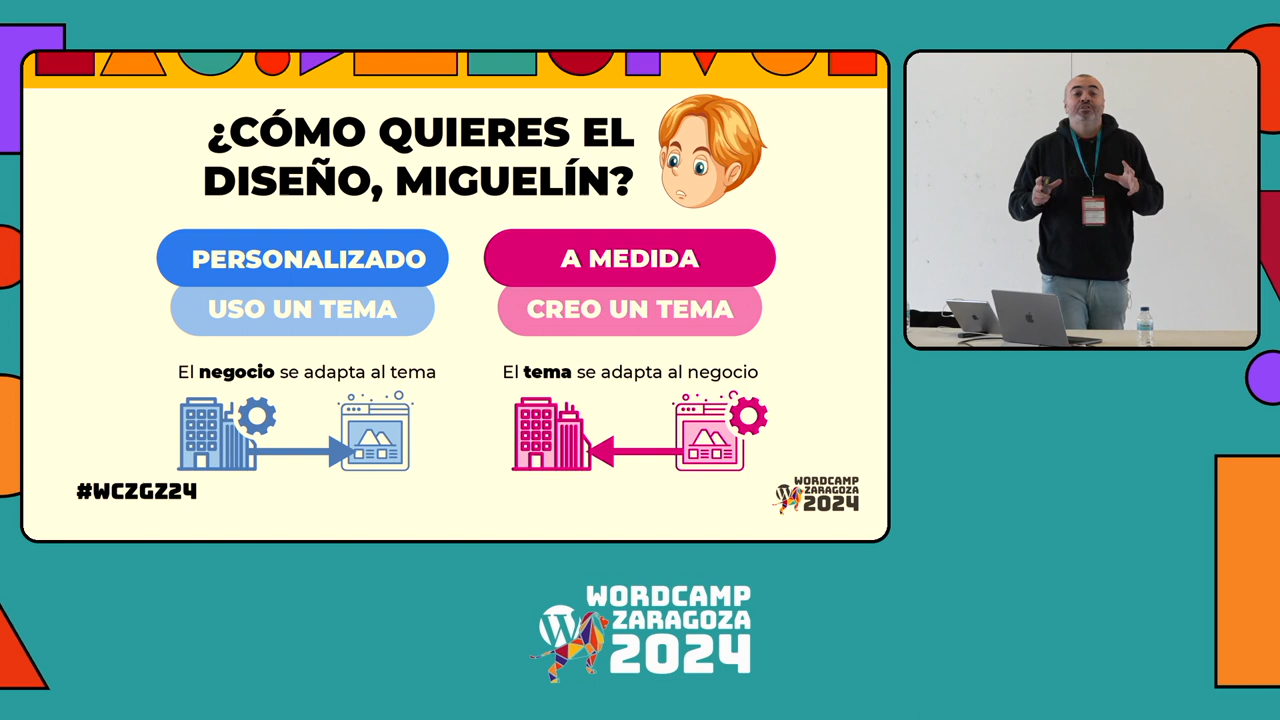 ¿CÓMO QUIERES EL
DISEÑO, MIGUELÍN?
PERSONALIZADO
USO UN TEMA
A MEDIDA
CREO UN TEMA
El negocio se adapta al tema
El tema se adapta al negocio
#WCZGZ24
WORDCAMP
ZARAGOZA
2024
WORDCAMP
ZARAGOZA
2024